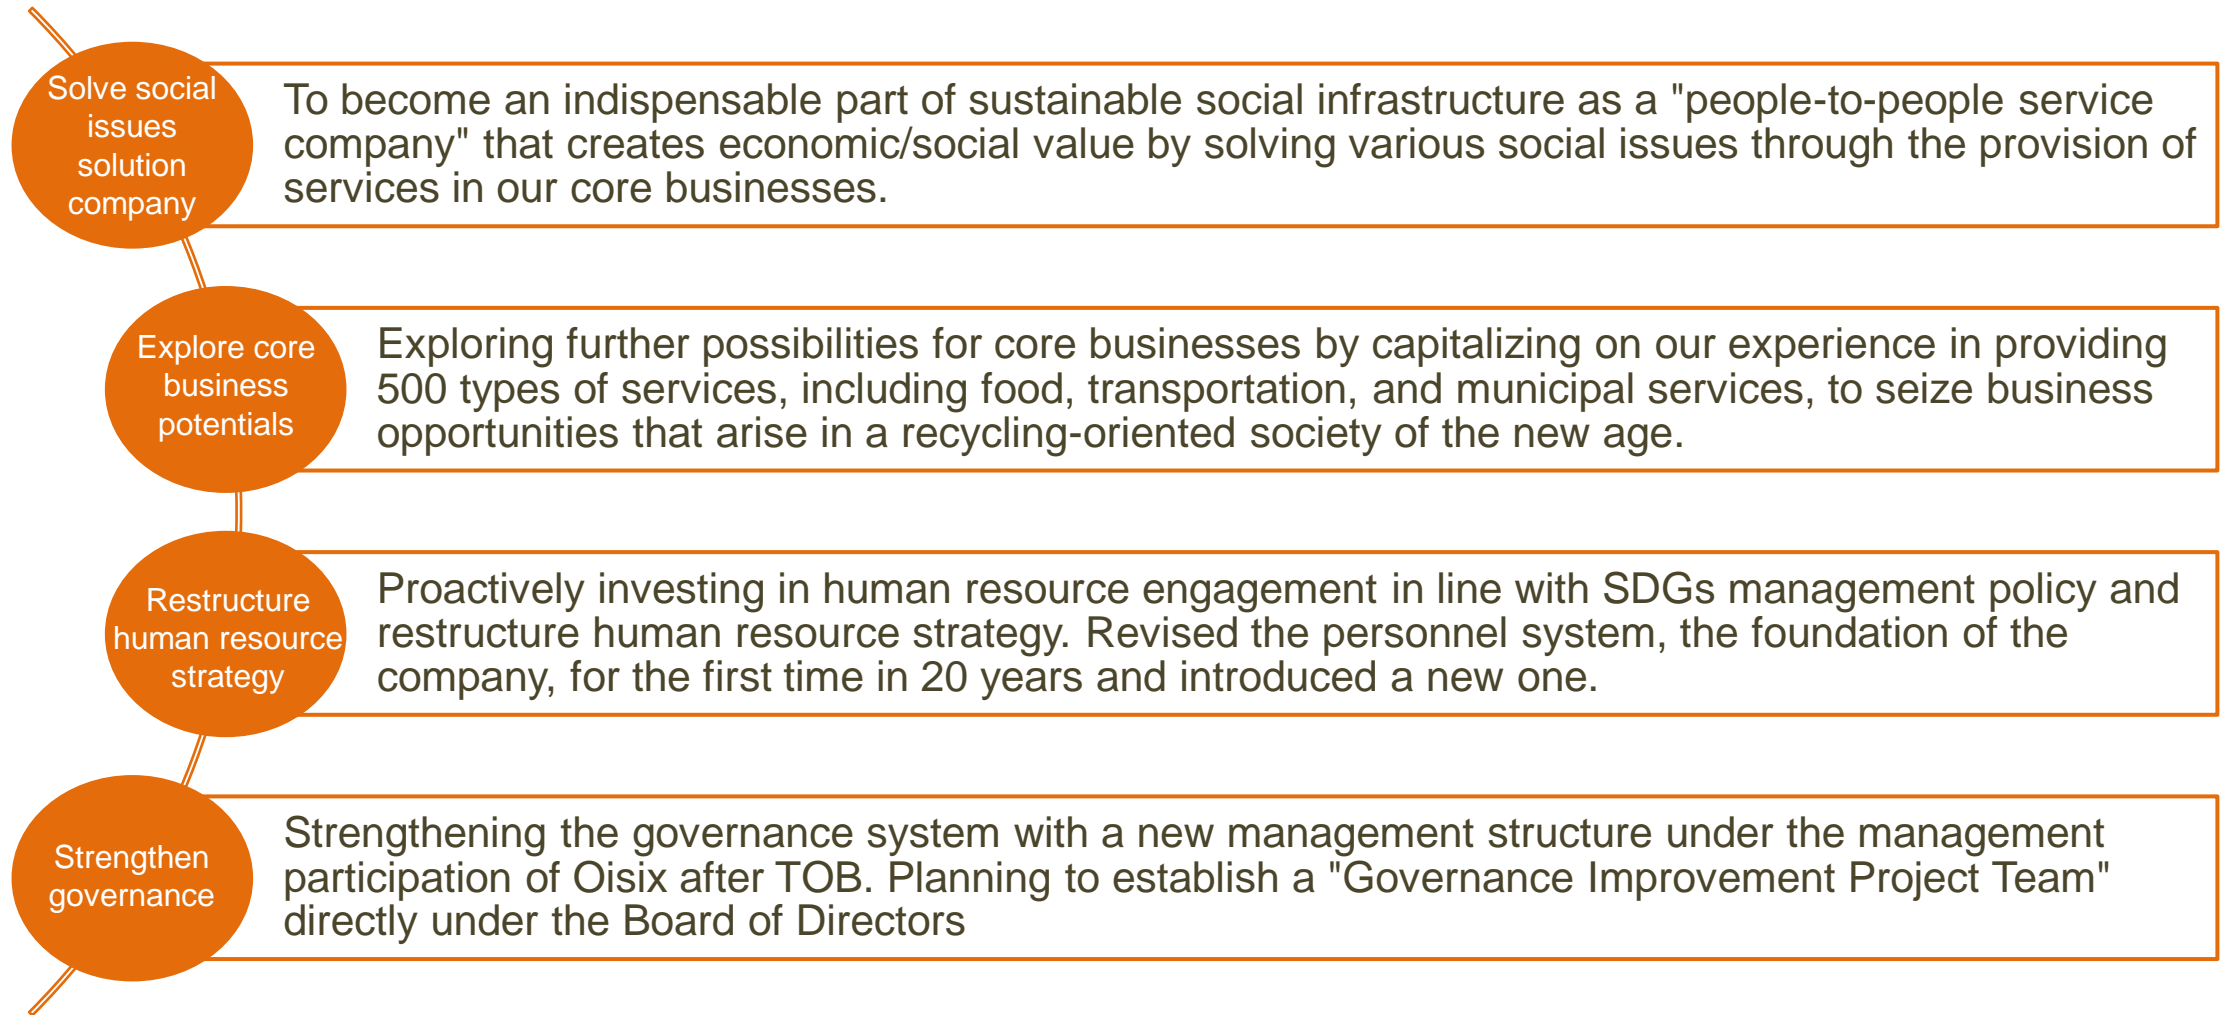 Solve social
issues
solution
company
To become an indispensable part of sustainable social infrastructure as a "people-to-people service
company" that creates economic/social value by solving various social issues through the provision of
services in our core businesses.
Explore core
business
potentials
Exploring further possibilities for core businesses by capitalizing on our experience in providing
500 types of services, including food, transportation, and municipal services, to seize business
opportunities that arise in a recycling-oriented society of the new age.
Restructure
human resource
strategy
Proactively investing in human resource engagement in line with SDGs management policy and
restructure human resource strategy. Revised the personnel system, the foundation of the
company, for the first time in 20 years and introduced a new one.
Strengthen
governance
Strengthening the governance system with a new management structure under the management
participation of Oisix after TOB. Planning to establish a "Governance Improvement Project Team"
directly under the Board of Directors